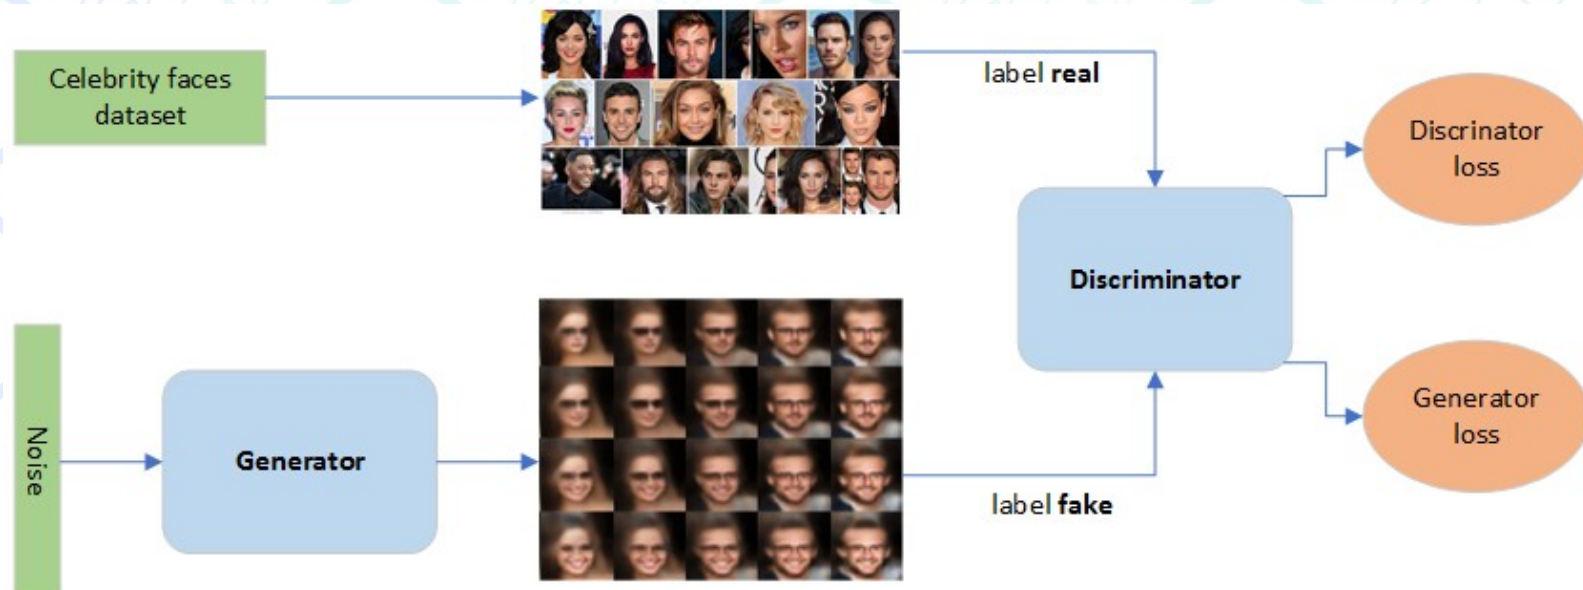 Celebrity faces
dataset
label real
Discrinator
loss
Discriminator
Generator
loss
Noise
Generator
label fake